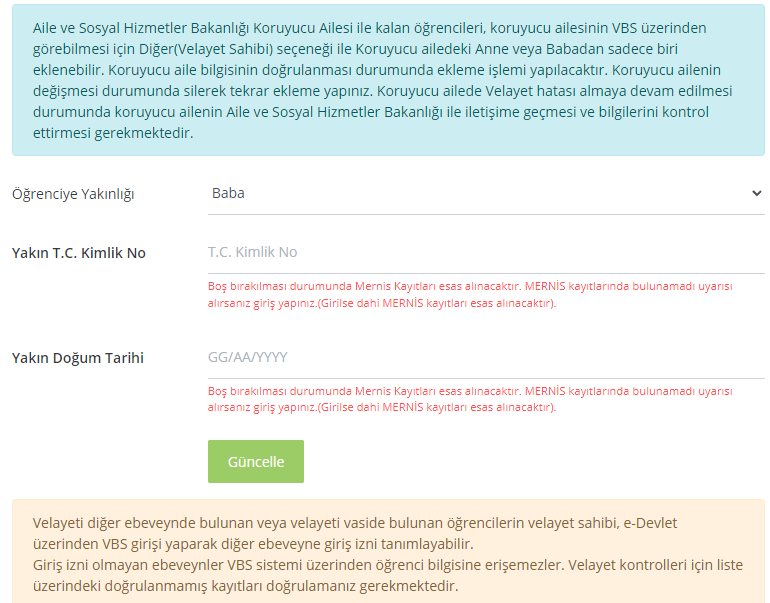 Aile ve Sosyal Hizmetler Bakanlığı Koruyucu Ailesi ile kalan öğrencileri, koruyucu ailesinin VBS üzerinden
görebilmesi için Diğer(Velayet Sahibi) seçeneği ile Koruyucu ailedeki Anne veya Babadan sadece biri
eklenebilir. Koruyucu aile bilgisinin doğrulanması durumunda ekleme işlemi yapılacaktır. Koruyucu ailenin
değişmesi durumunda silerek tekrar ekleme yapınız. Koruyucu ailede Velayet hatası almaya devam edilmesi
durumunda koruyucu ailenin Aile ve Sosyal Hizmetler Bakanlığı ile iletişime geçmesi ve bilgilerini kontrol
ettirmesi gerekmektedir.
Öğrenciye Yakınlığı
Baba
Yakın T.C. Kimlik No
T.C. Kimlik No
Boş bırakılması durumunda Mernis Kayıtları esas alınacaktır. MERNİS kayıtlarında bulunamadı uyarısı
alırsanız giriş yapınız.(Girilse dahi MERNİS kayıtları esas alınacaktır).
Yakın Doğum Tarihi
GG/AA/YYYY
Boş bırakılması durumunda Mernis Kayıtları esas alınacaktır. MERNİS kayıtlarında bulunamadı uyarısı
alırsanız giriş yapınız.(Girilse dahi MERNİS kayıtları esas alınacaktır).
Güncelle
Velayeti diğer ebeveynde bulunan veya velayeti vaside bulunan öğrencilerin velayet sahibi, e-Devlet
üzerinden VBS girişi yaparak diğer ebeveyne giriş izni tanımlayabilir.
Giriş izni olmayan ebeveynler VBS sistemi üzerinden öğrenci bilgisine erişemezler. Velayet kontrolleri için liste
üzerindeki doğrulanmamış kayıtları doğrulamanız gerekmektedir.